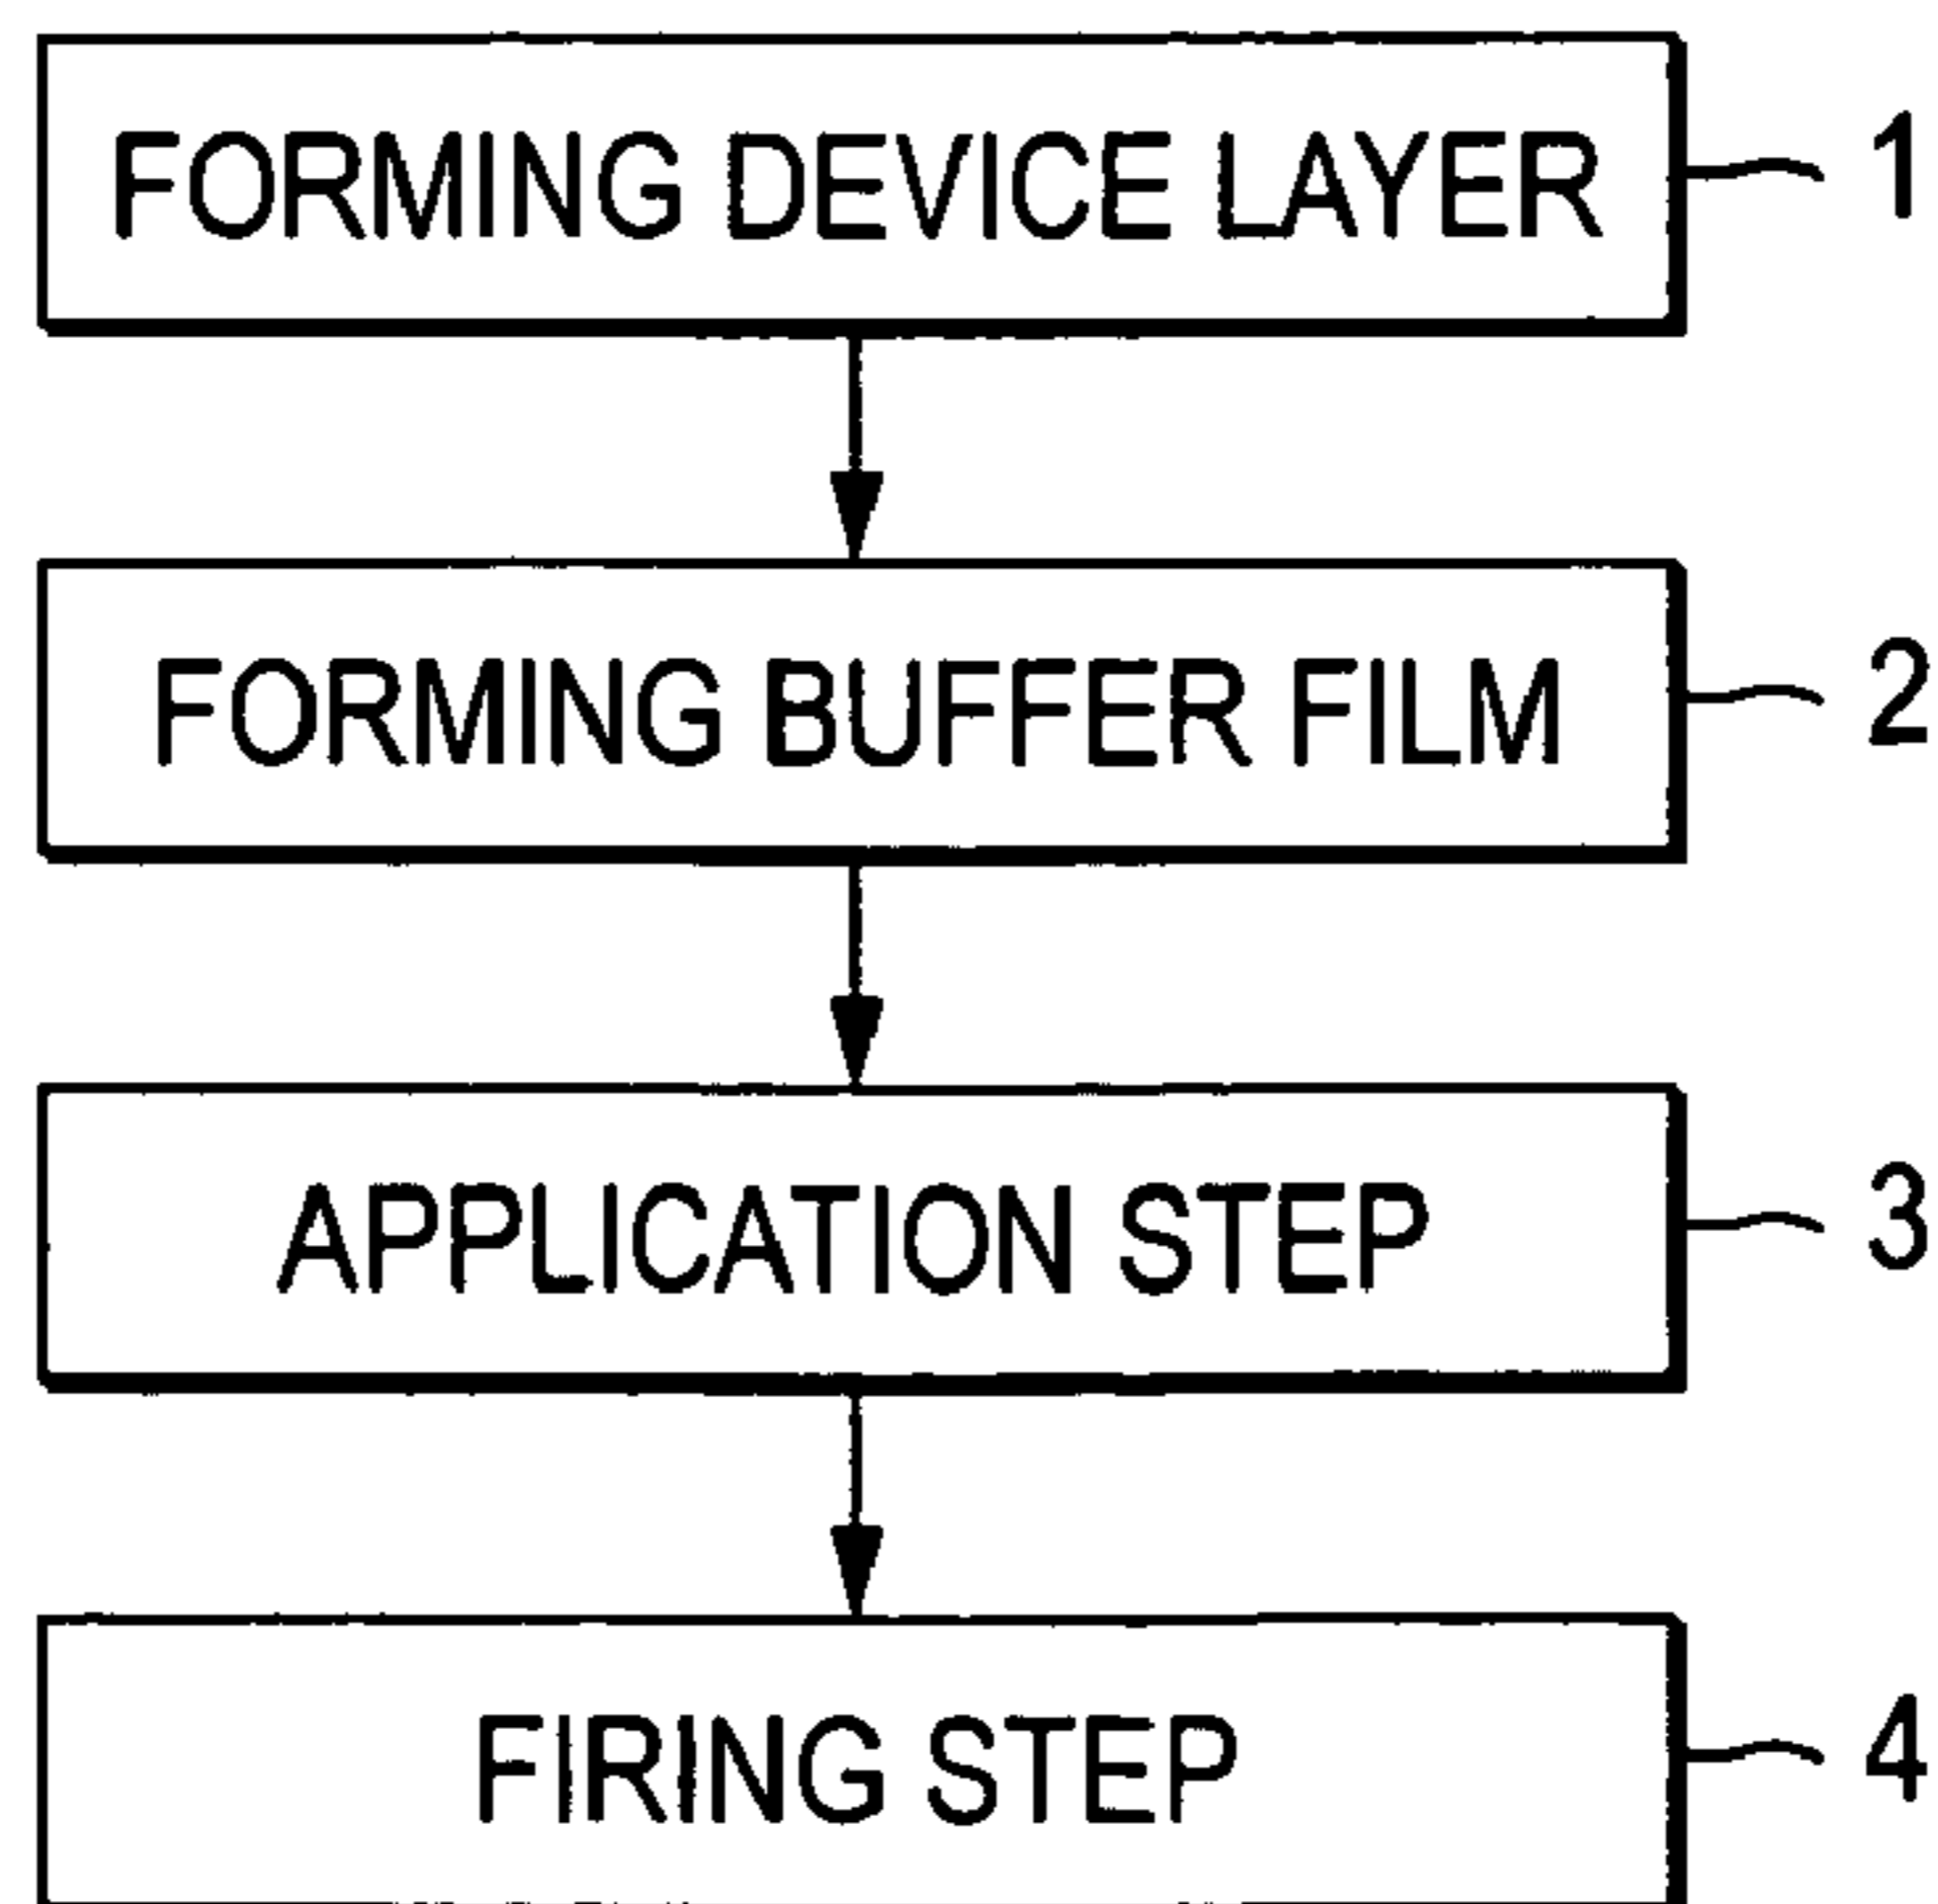 FORMING DEVICE LAYER 1
FORMING BUFFER FILM 2
APPLICATION STEP 3
FIRING STEP 4